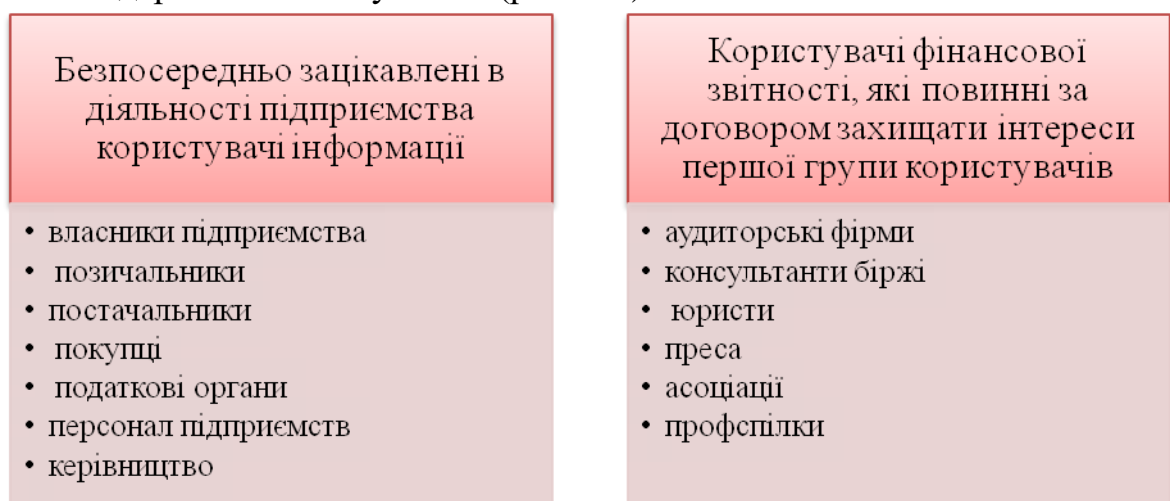 Безпосередньо зацікавлені в
діяльності підприємства
користувачі інформації
• власники підприємства
• позичальники
• постачальники
• покупці
• податкові органи
• персонал підприємств
• керівництво
Користувачі фінансової
звітності, які повинні за
договором захищати інтереси
першої групи користувачів
• аудиторські фірми
• консультанти біржі
• юристи
• преса
• асоціації
• профспілки